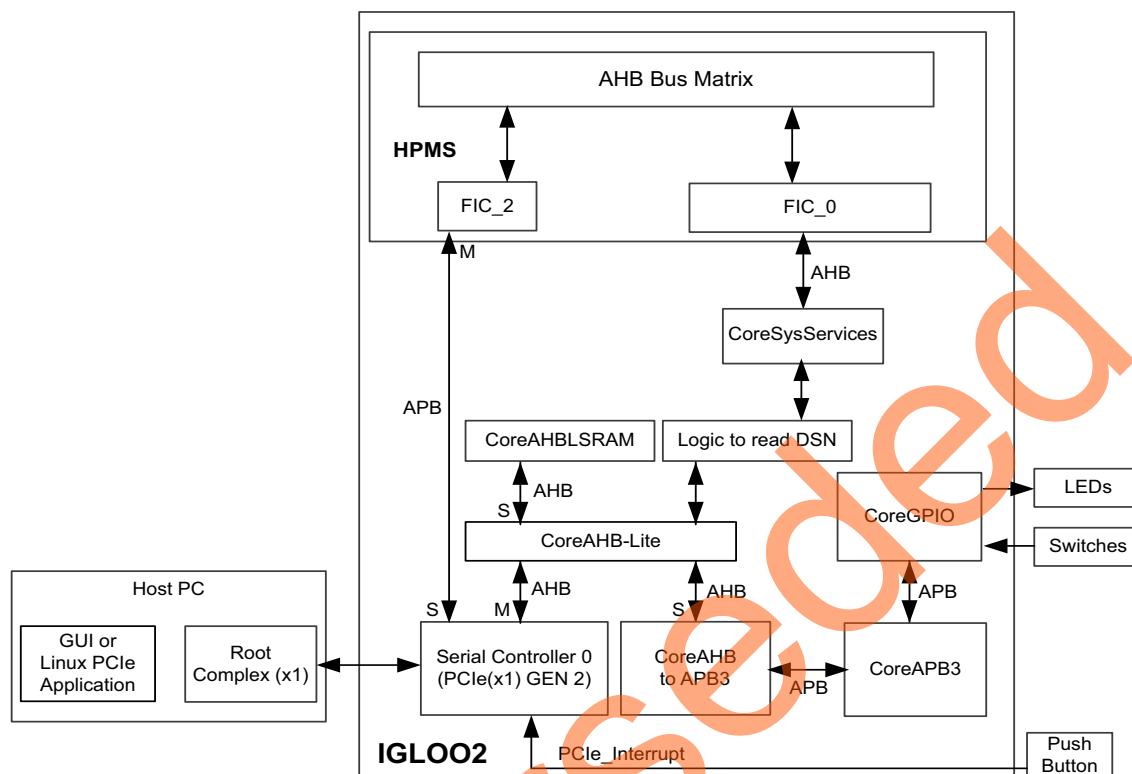 AHB Bus Matrix
HPMS
FIC_2
FIC_0
M
AHB
CoreSysServices
APB
CoreAHBLSRAM
Logic to read DSN
AHB
S
CoreGPIO
LEDs
Switches
CoreAHB-Lite
AHB
AHB
APB
S
M
S
Host PC
GUI or
Linux PCIe
Application
Root
Complex (x1)
Serial Controller 0
(PCIe(x1) GEN 2)
CoreAHB
to APB3
APB
CoreAPB3
IGLOO2
PCIe_Interrupt
Push
Button
seded